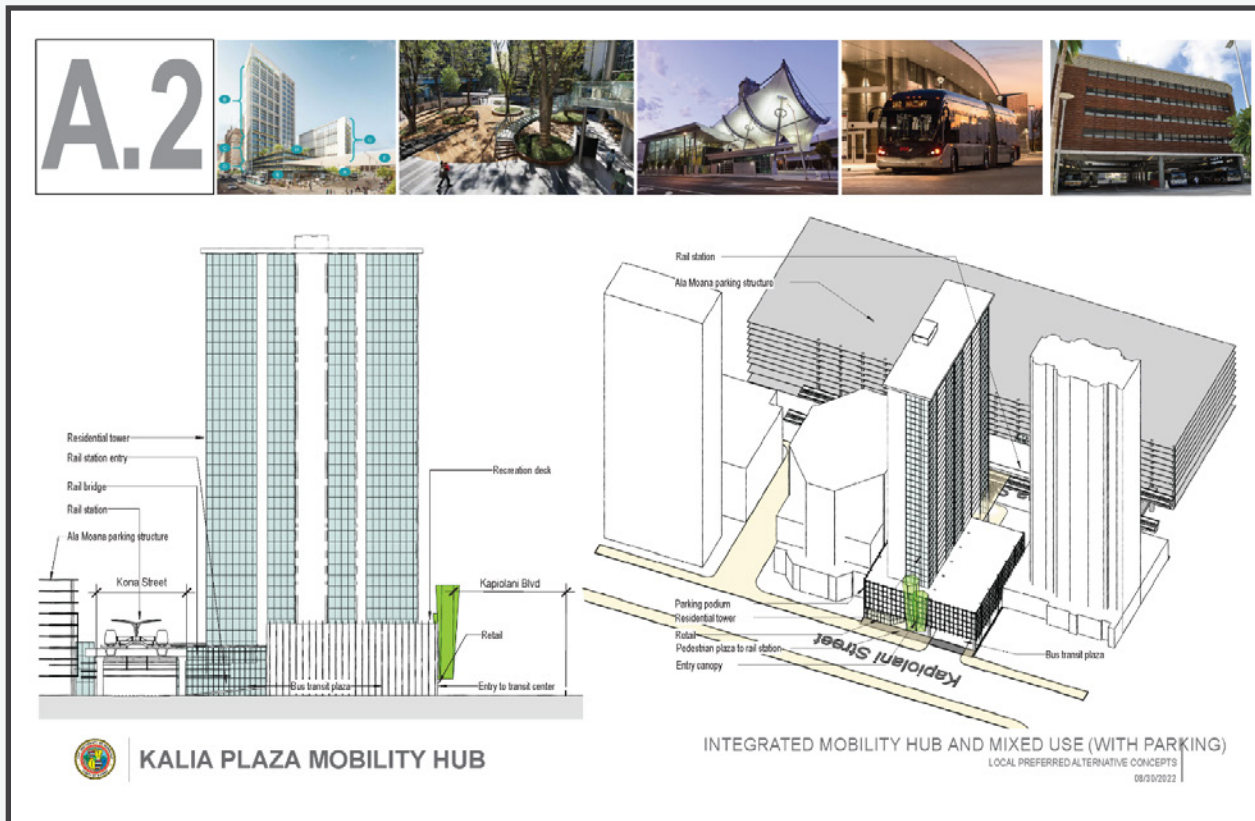 A.2
Residential tower
Rail station entry
Rail bridge
Rail station
Ala Moana parking structure
Kona Street
Recreation deck
Kapiolani Blvd
Retail
Bus transit plaza
Entry to transit center
Rail station
Ala Moana parking structure
Parking podium
Residential tower
Retail
Pedestrian plaza to rail station
Entry canopy
Kapiolani Street
Bus transit plaza
KALIA PLAZA MOBILITY HUB
INTEGRATED MOBILITY HUB AND MIXED USE (WITH PARKING)
LOCAL PREFERRED ALTERNATIVE CONCEPTS
08/30/2022